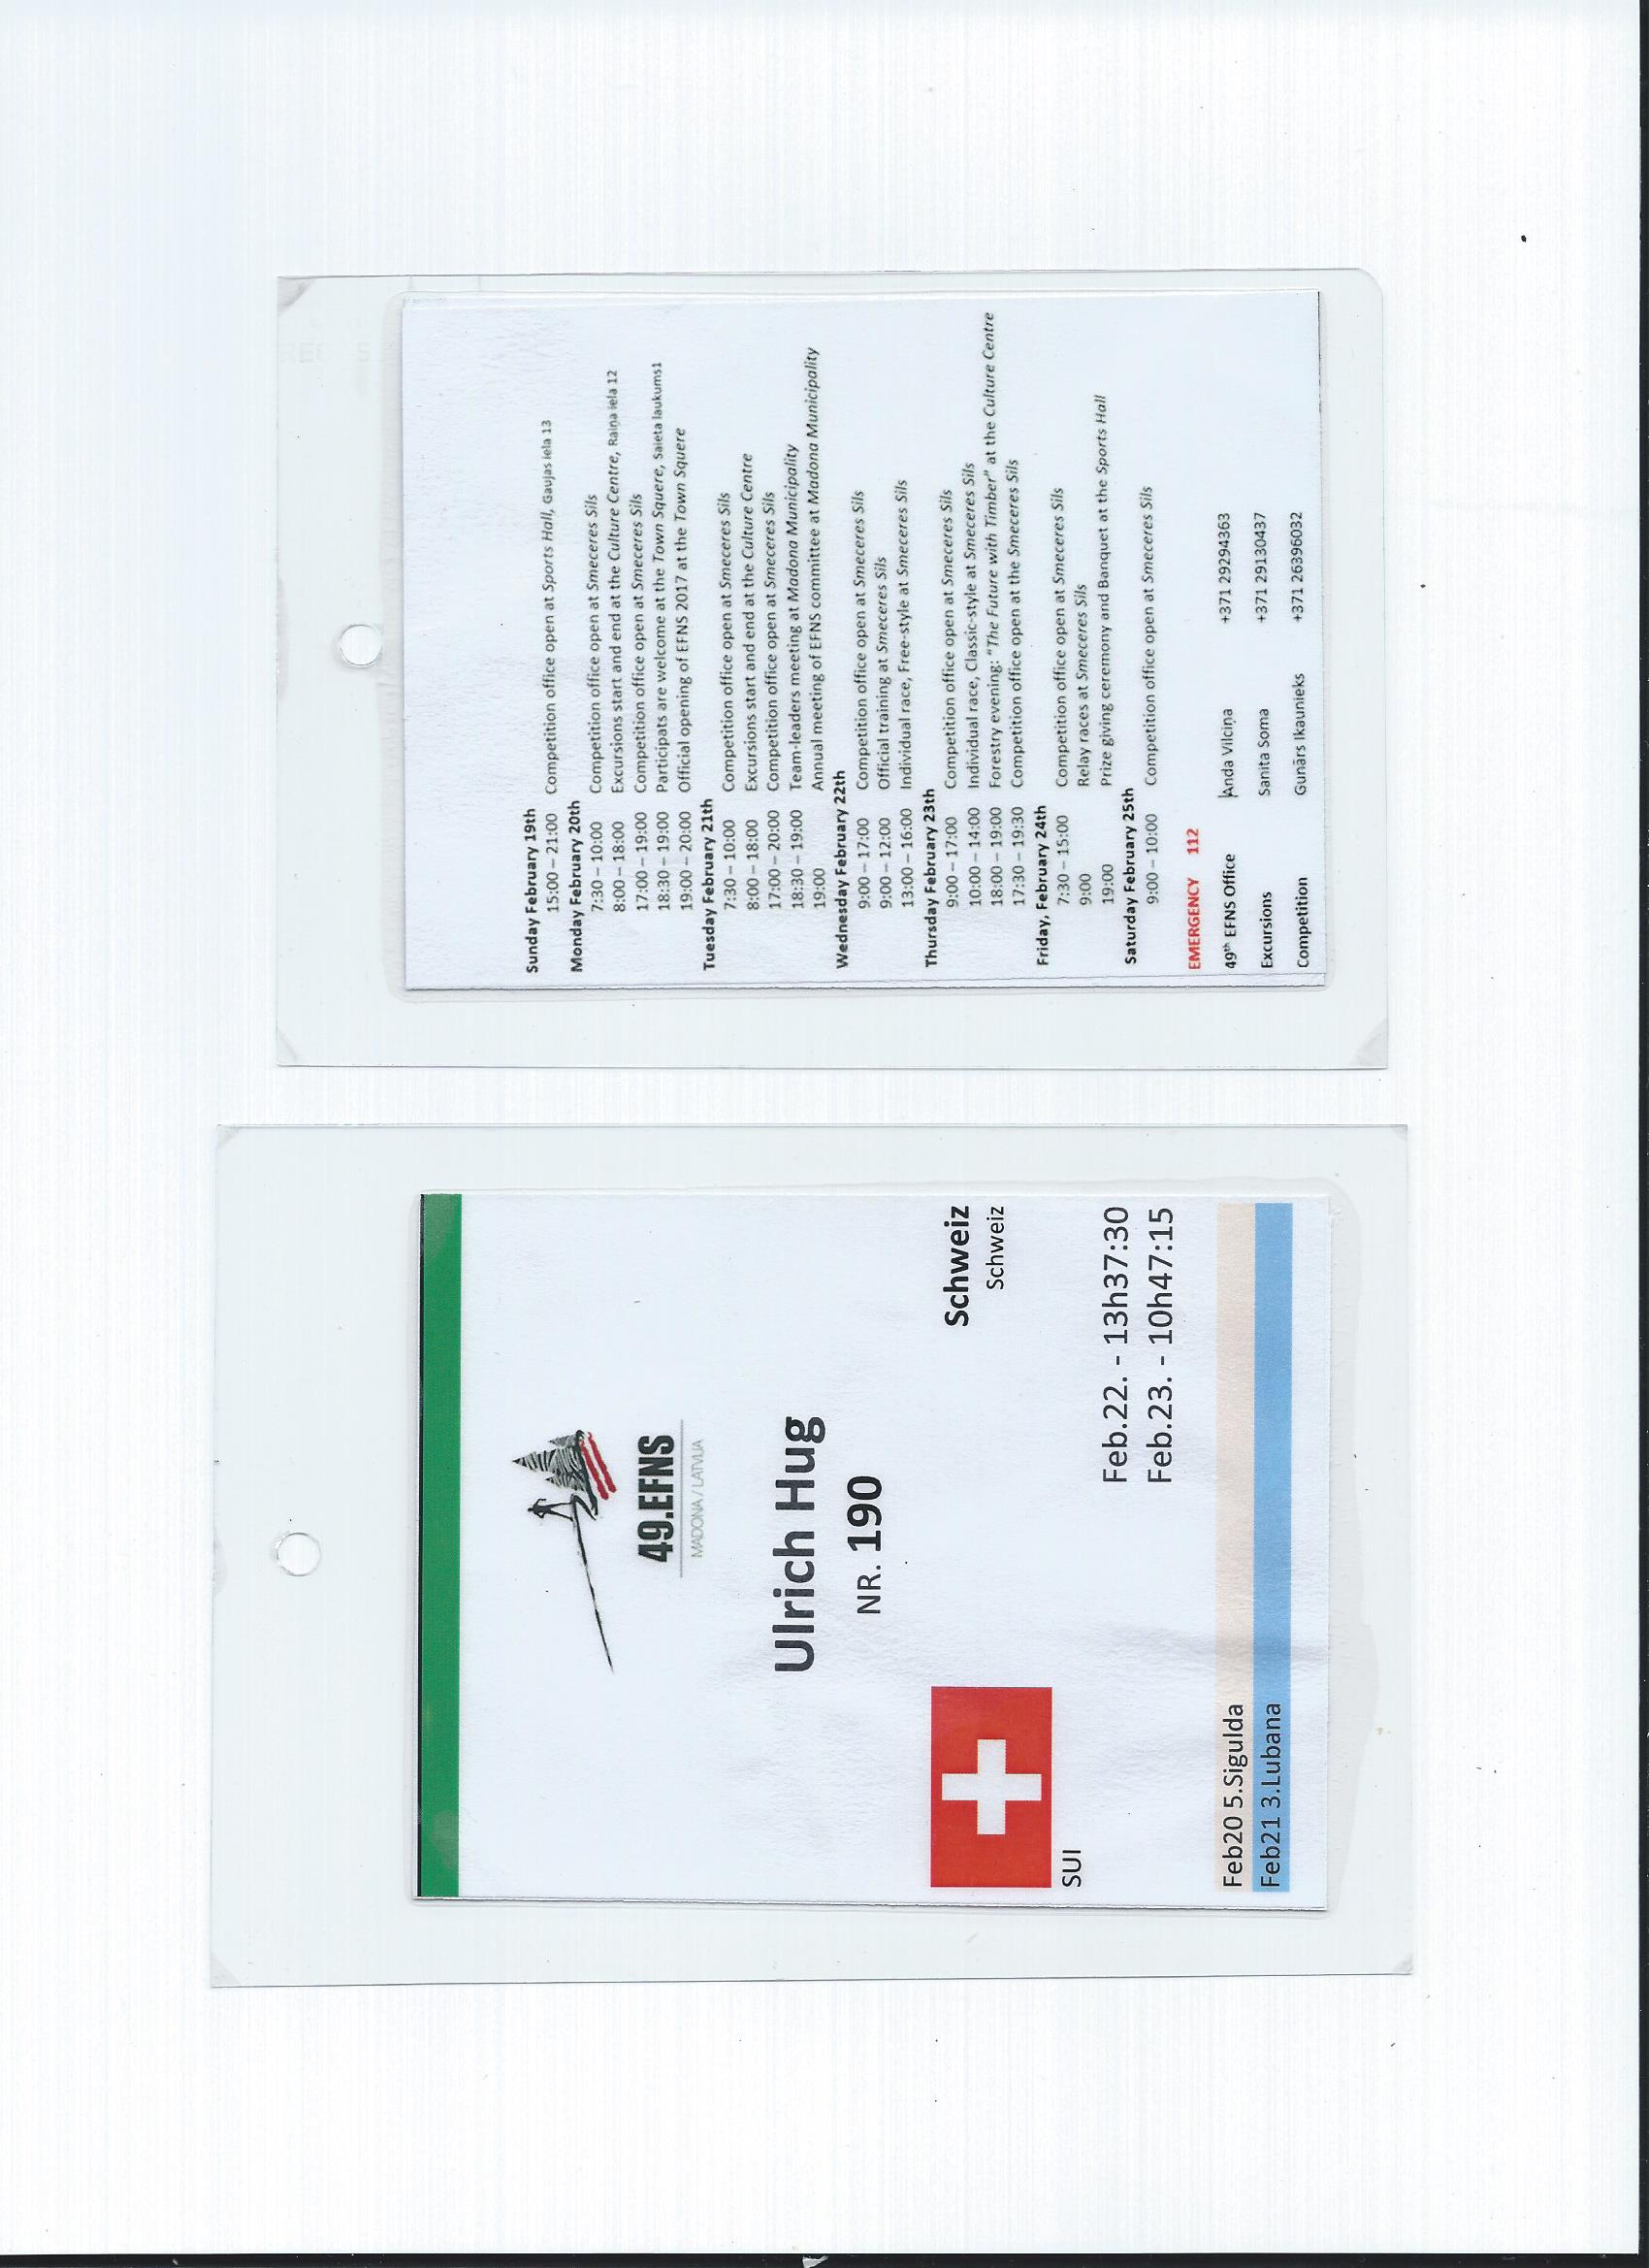 49.EFNS
MADONA / LATVIJA
Ulrich Hug
NR. 190
Schweiz
Schweiz
SUI
Feb.22. - 13h37:30
Feb.23. - 10h47:15
Feb20 5.Sigulda
Feb21 3.Lubana
Sunday February 19th
15:00 – 21:00 Competition office open at Sports Hall, Gaujas iela 13
Monday February 20th
7:30 – 10:00 Competition office open at Smeceres Sils
8:00 – 18:00 Excursions start and end at the Culture Centre, Raiņa iela 12
17:00 – 19:00 Competition office open at Smeceres Sils
18:30 – 19:00 Participats are welcome at the Town Squere, Saieta laukums1
19:00 – 20:00 Official opening of EFNS 2017 at the Town Squere
Tuesday February 21th
7:30 – 10:00 Competition office open at Smeceres Sils
8:00 – 18:00 Excursions start and end at the Culture Centre
17:00 – 20:00 Competition office open at Smeceres Sils
18:30 – 19:00 Team-leaders meeting at Madona Municipality
19:00 Annual meeting of EFNS committee at Madona Municipality
Wednesday February 22th
9:00 – 17:00 Competition office open at Smeceres Sils
9:00 – 12:00 Official training at Smeceres Sils
13:00 – 16:00 Individual race, Free-style at Smeceres Sils
Thursday February 23th
9:00 – 17:00 Competition office open at Smeceres Sils
10:00 – 14:00 Individual race, Classic-style at Smeceres Sils
18:00 – 19:00 Forestry evening: "The Future with Timber" at the Culture Centre
17:30 – 19:30 Competition office open at the Smeceres Sils
Friday, February 24th
7:30 – 15:00 Competition office open at Smeceres Sils
9:00 Relay races at Smeceres Sils
19:00 Prize giving ceremony and Banquet at the Sports Hall
Saturday February 25th
9:00 – 10:00 Competition office open at Smeceres Sils
EMERGENCY 112
49th EFNS Office Anda Vilciņa +371 29294363
Excursions Sanita Soma +371 29130437
Competition Gunārs Ikaunieks +371 26396032